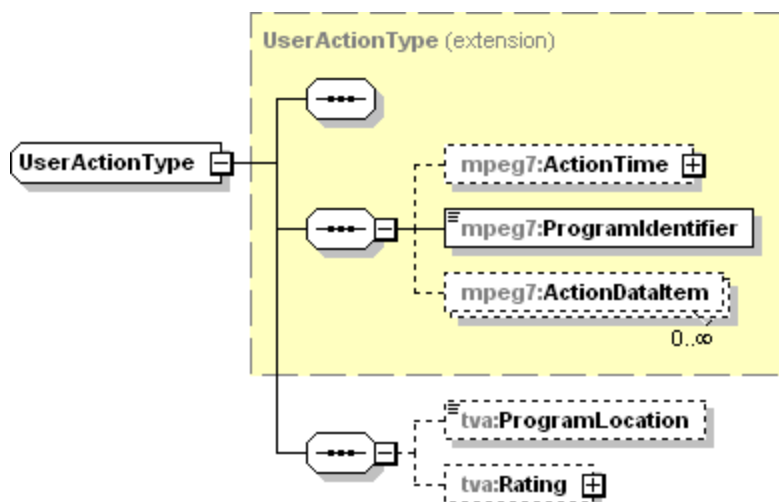 UserActionType (extension)
UserActionType
mpeg7:ActionTime
mpeg7:ProgramIdentifier
mpeg7:ActionDataItem
0..∞
tva:ProgramLocation
tva:Rating